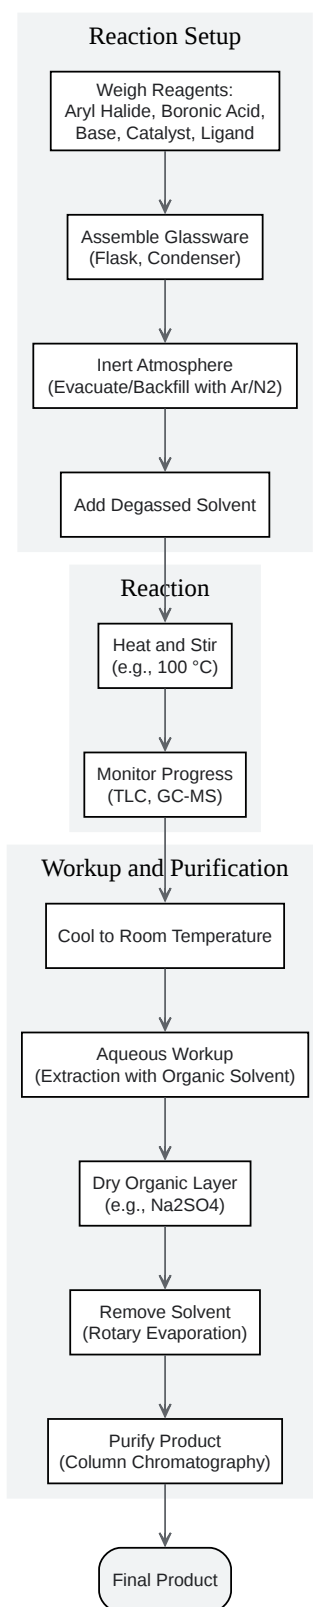 Reaction Setup
Weigh Reagents:
Aryl Halide, Boronic Acid,
Base, Catalyst, Ligand
Assemble Glassware
(Flask, Condenser)
Inert Atmosphere
(Evacuate/Backfill with Ar/N2)
Add Degassed Solvent
Reaction
Heat and Stir
(e.g., 100 °C)
Monitor Progress
(TLC, GC-MS)
Workup and Purification
Cool to Room Temperature
Aqueous Workup
(Extraction with Organic Solvent)
Dry Organic Layer
(e.g., Na2SO4)
Remove Solvent
(Rotary Evaporation)
Purify Product
(Column Chromatography)
Final Product